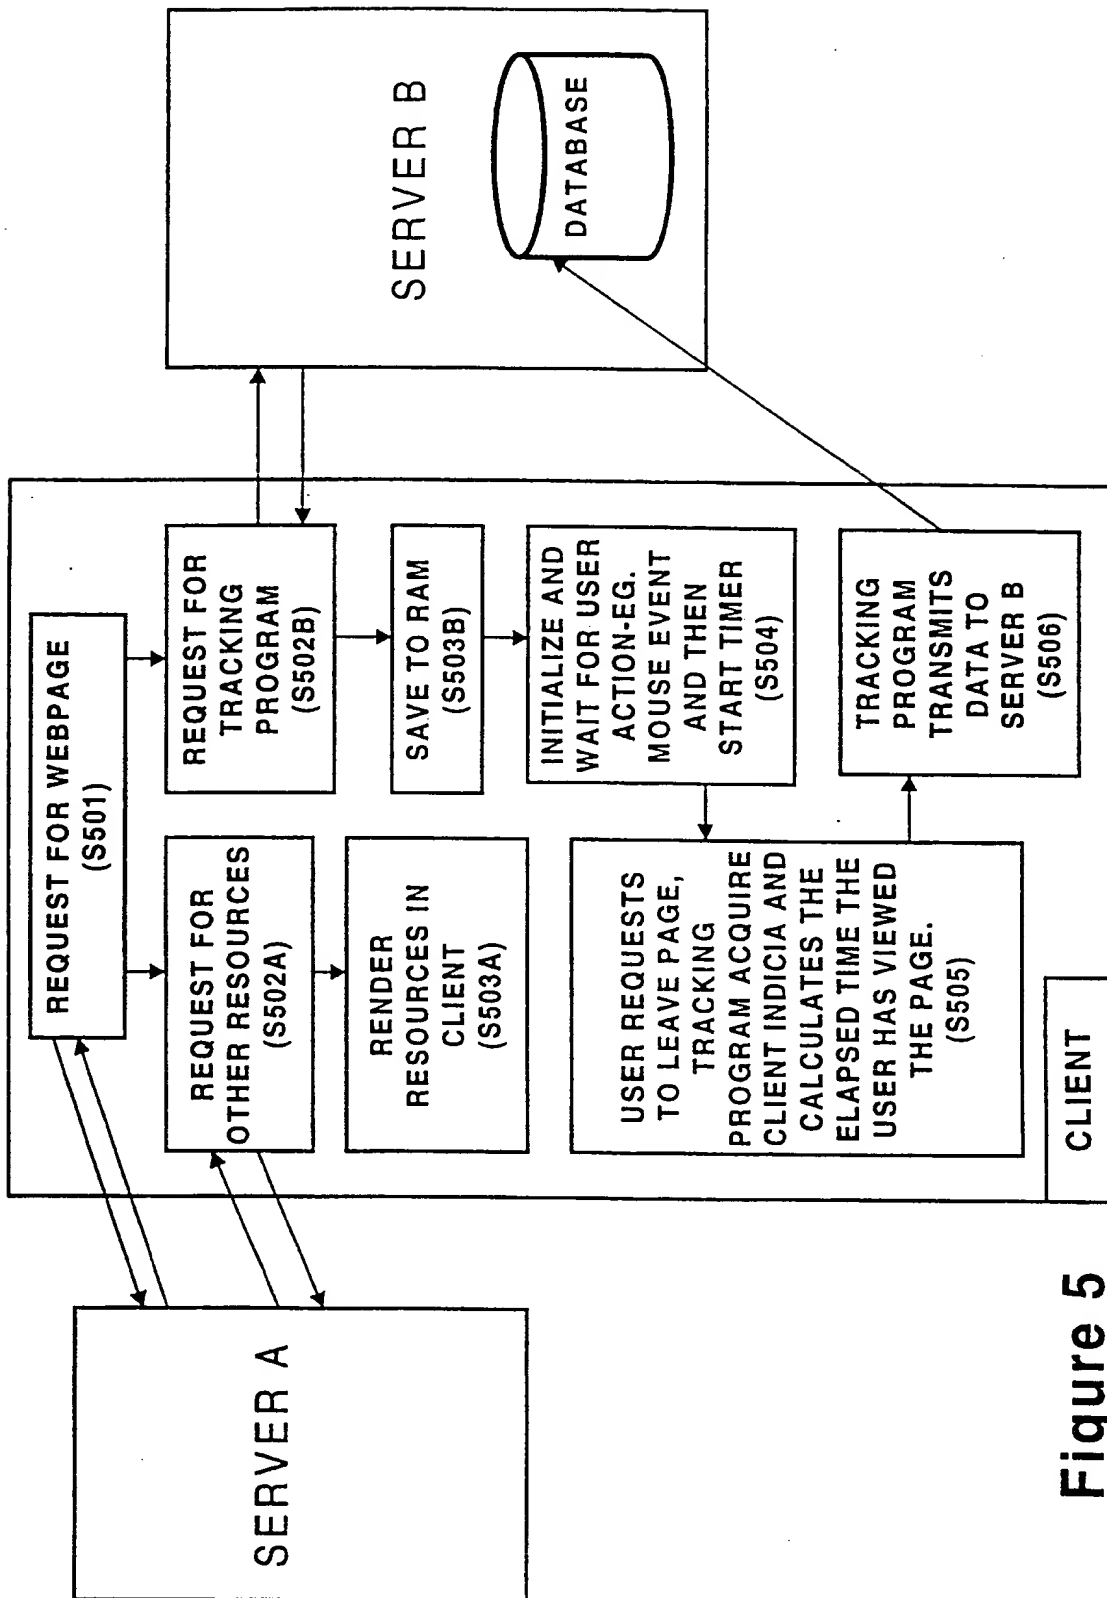 SERVER A
REQUEST FOR WEBPAGE
(S501)
REQUEST FOR
OTHER RESOURCES
(S502A)
RENDER
RESOURCES IN
CLIENT
(S503A)
REQUEST FOR
TRACKING
PROGRAM
(S502B)
SAVE TO RAM
(S503B)
INITIALIZE AND
WAIT FOR USER
ACTION-EG.
MOUSE EVENT
AND THEN
START TIMER
(S504)
USER REQUESTS
TO LEAVE PAGE,
TRACKING
PROGRAM ACQUIRE
CLIENT INDICIA AND
CALCULATES THE
ELAPSED TIME THE
USER HAS VIEWED
THE PAGE.
(S505)
TRACKING
PROGRAM
TRANSMITS
DATA TO
SERVER B
(S506)
CLIENT
SERVER B
DATABASE
Figure 5